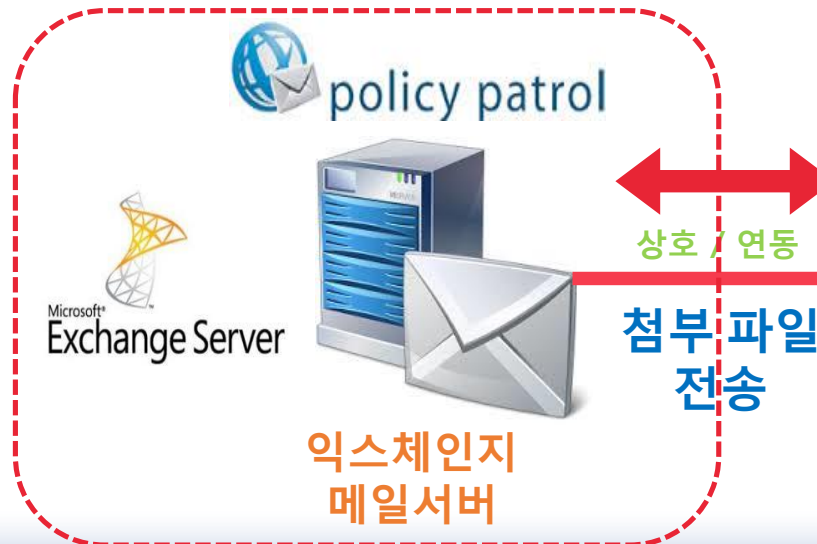 policy patrol
상호 / 연동
Microsoft®
Exchange Server
첨부 파일
전송
익스체인지
메일서버